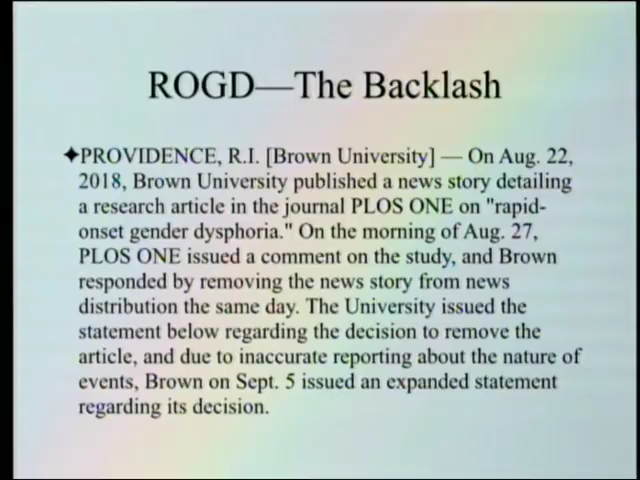 ROGD—The Backlash
✦PROVIDENCE, R.I. [Brown University] — On Aug. 22,
2018, Brown University published a news story detailing
a research article in the journal PLOS ONE on "rapid-
onset gender dysphoria." On the morning of Aug. 27,
PLOS ONE issued a comment on the study, and Brown
responded by removing the news story from news
distribution the same day. The University issued the
statement below regarding the decision to remove the
article, and due to inaccurate reporting about the nature of
events, Brown on Sept. 5 issued an expanded statement
regarding its decision.